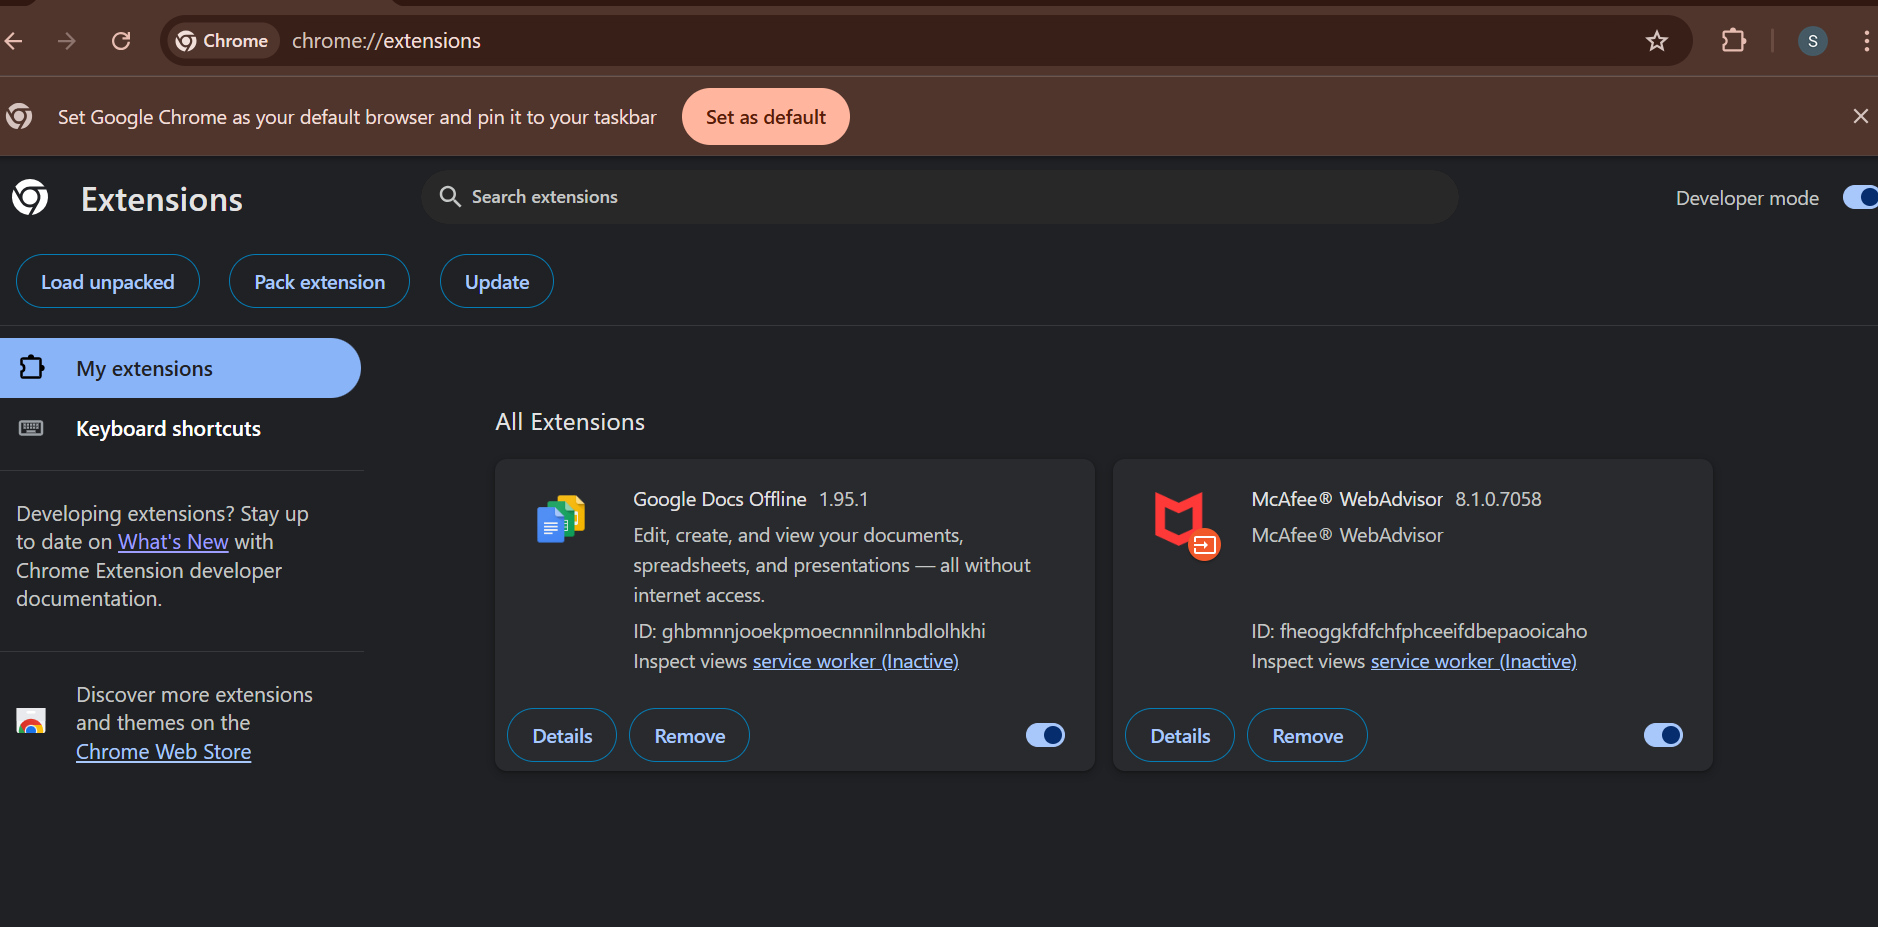 Chrome chrome://extensions S
Set Google Chrome as your default browser and pin it to your taskbar Set as default
Extensions Search extensions Developer mode
Load unpacked Pack extension Update
My extensions
Keyboard shortcuts
Developing extensions? Stay up
to date on What's New with
Chrome Extension developer
documentation.
Discover more extensions
and themes on the
Chrome Web Store
All Extensions
Google Docs Offline 1.95.1
Edit, create, and view your documents,
spreadsheets, and presentations — all without
internet access.
ID: ghbmnnjooekpmoecnnnilnnbdlolhkhi
Inspect views service worker (Inactive)
Details Remove
McAfee® WebAdvisor 8.1.0.7058
McAfee® WebAdvisor
ID: fheoggkfdfchfphceeifdbepaooicaho
Inspect views service worker (Inactive)
Details Remove